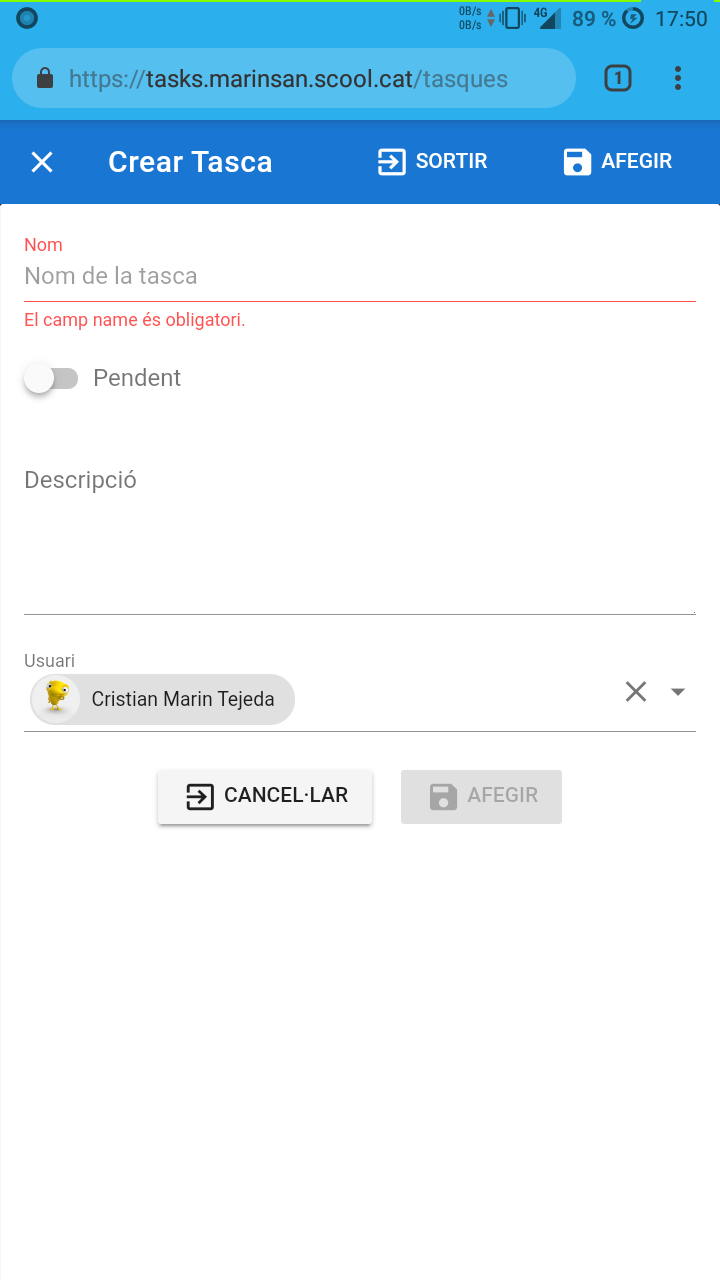 0B/s
0B/s
4G
89 %
17:50
https://tasks.marinsan.scool.cat/tasques
1
Crear Tasca
SORTIR
AFEGIR
Nom
Nom de la tasca
El camp name és obligatori.
Pendent
Descripció
Usuari
Cristian Marin Tejeda
CANCEL·LAR
AFEGIR